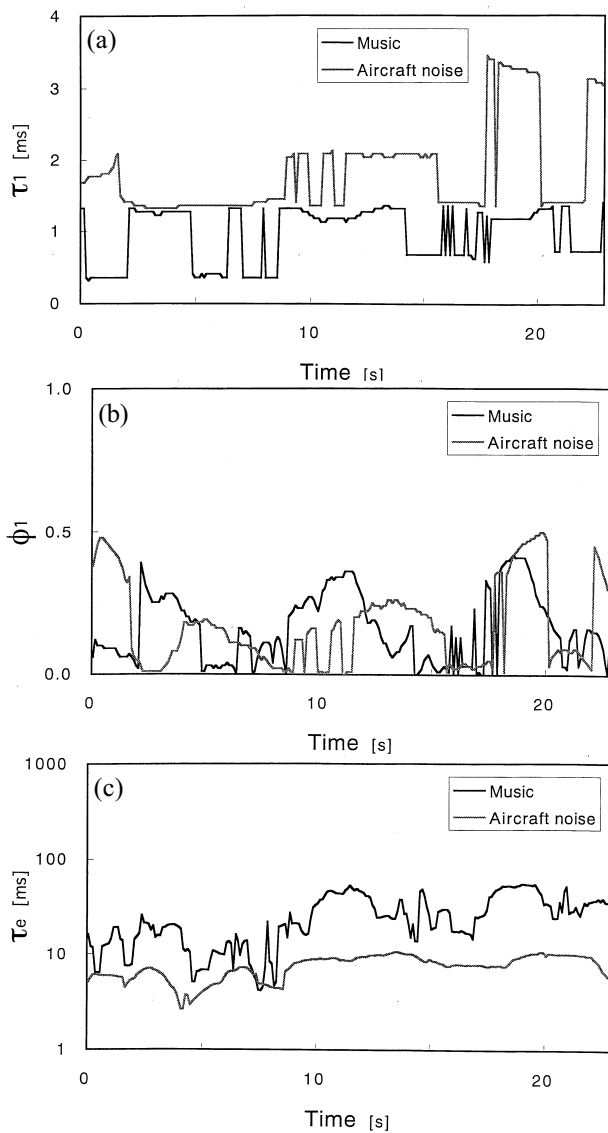 (a)
4
3
2
1
0
τ1 [ms]
Music
Aircraft noise
0
10
20
Time [s]
(b)
1.0
0.5
0.0
ϕ1
Music
Aircraft noise
0
10
20
Time [s]
(c)
1000
100
10
1
τe [ms]
Music
Aircraft noise
0
10
20
Time [s]